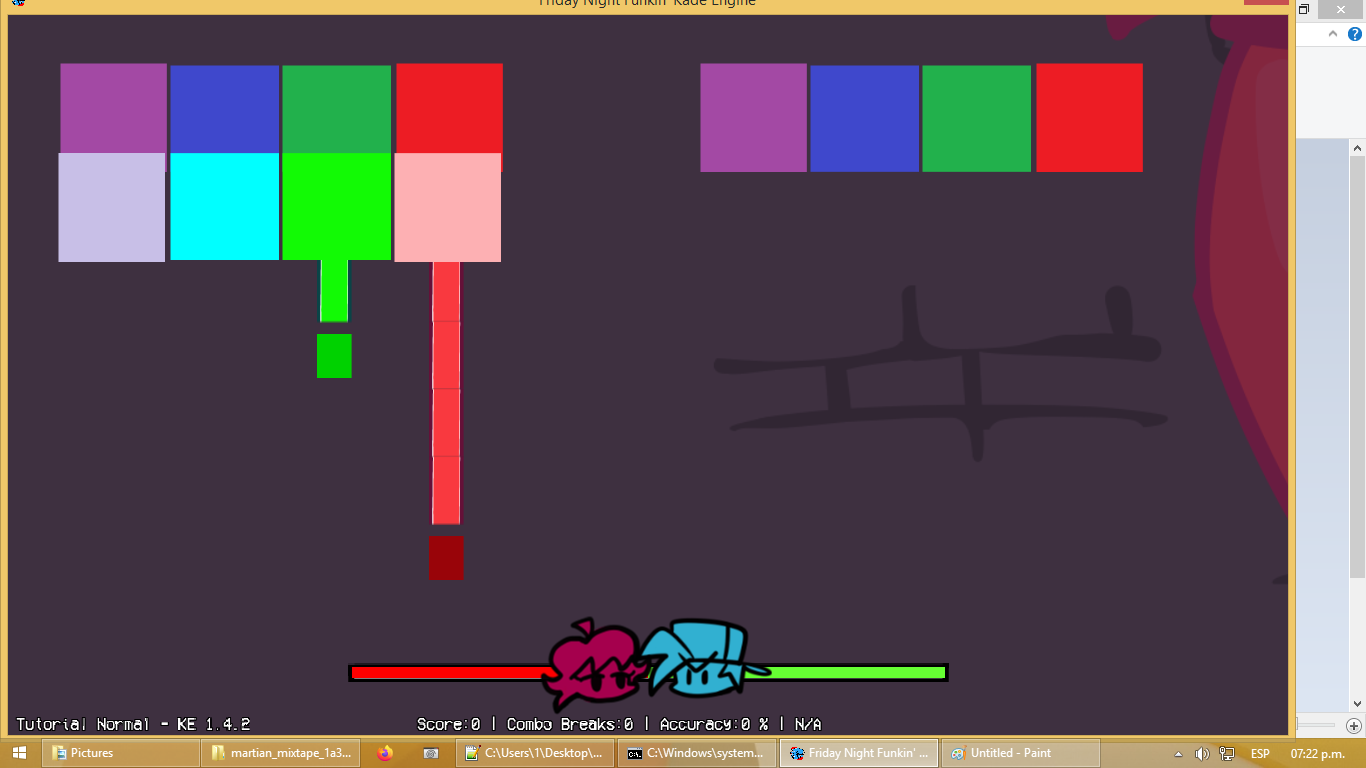 Friday Night Funkin' Kade Engine
Tutorial Normal - KE 1.4.2
Score:0 | Combo Breaks:0 | Accuracy:0 % | N/A
Pictures
martian_mixtape_1a3...
C:\Users\1\Desktop\...
C:\Windows\system...
Friday Night Funkin' ...
Untitled - Paint
ESP
07:22 p.m.